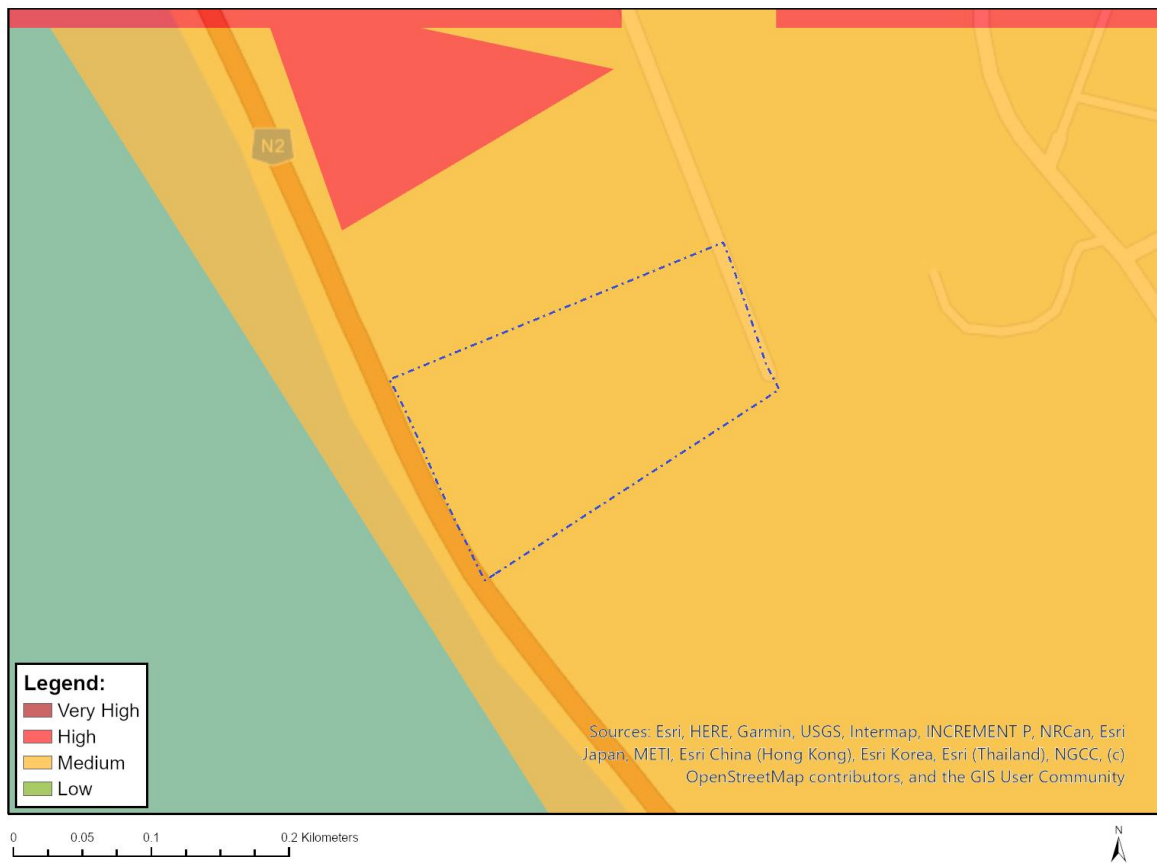 N2
Legend:
Very High
High
Medium
Low
Sources: Esri, HERE, Garmin, USGS, Intermap, INCREMENT P, NRCan, Esri
Japan, METI, Esri China (Hong Kong), Esri Korea, Esri (Thailand), NGCC, (c)
OpenStreetMap contributors, and the GIS User Community
0 0.05 0.1 0.2 Kilometers
N